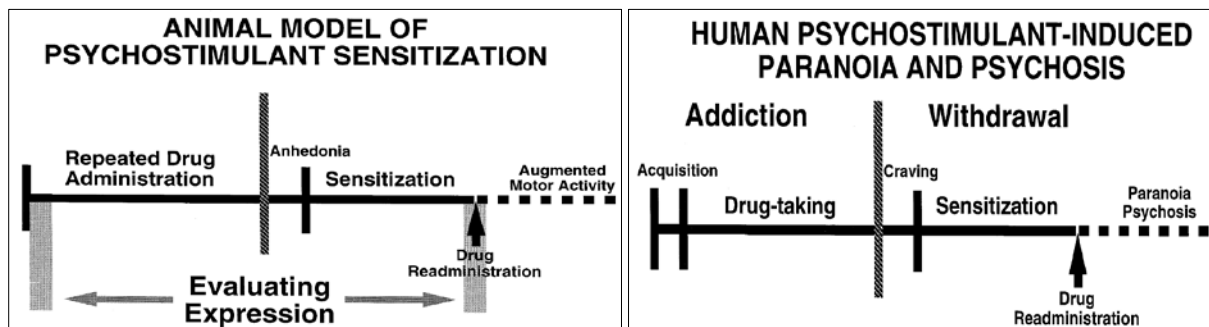 ANIMAL MODEL OF
PSYCHOSTIMULANT SENSITIZATION
Anhedonia
Repeated Drug
Administration
Sensitization
Augmented
Motor Activity
Drug
Readministration
Evaluating
Expression
HUMAN PSYCHOSTIMULANT-INDUCED
PARANOIA AND PSYCHOSIS
Addiction
Withdrawal
Acquisition
Craving
Drug-taking
Sensitization
Paranoia
Psychosis
Drug
Readministration